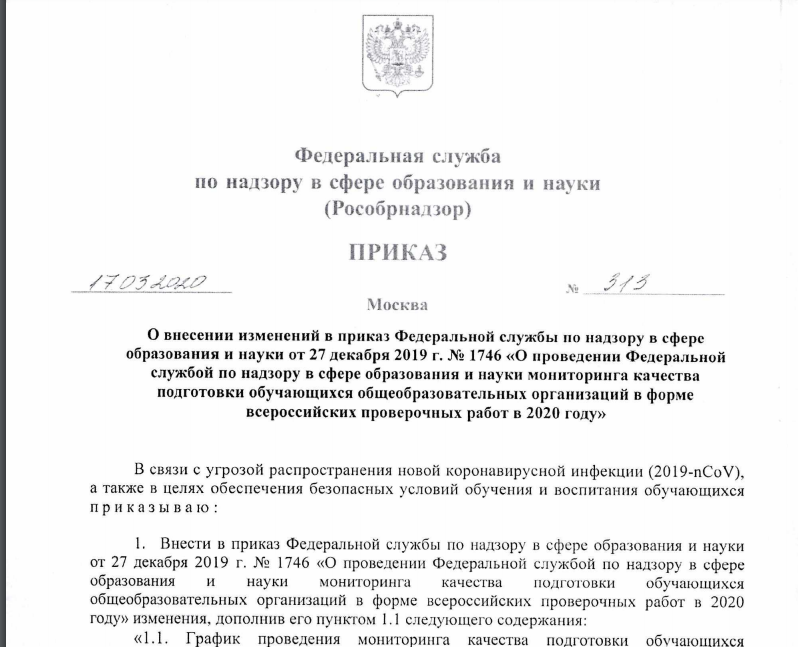 Федеральная служба
по надзору в сфере образования и науки
(Рособрнадзор)
ПРИКАЗ
17 03 2020 № 313
Москва
О внесении изменений в приказ Федеральной службы по надзору в сфере
образования и науки от 27 декабря 2019 г. № 1746 «О проведении Федеральной
службой по надзору в сфере образования и науки мониторинга качества
подготовки обучающихся общеобразовательных организаций в форме
всероссийских проверочных работ в 2020 году»
В связи с угрозой распространения новой коронавирусной инфекции (2019-nCoV),
а также в целях обеспечения безопасных условий обучения и воспитания обучающихся
п р и к а з ы в а ю :
1. Внести в приказ Федеральной службы по надзору в сфере образования и науки
от 27 декабря 2019 г. № 1746 «О проведении Федеральной службой по надзору в сфере
образования и науки мониторинга качества подготовки обучающихся
общеобразовательных организаций в форме всероссийских проверочных работ в 2020
году» изменения, дополнив его пунктом 1.1 следующего содержания:
«1.1. График проведения мониторинга качества подготовки обучающихся